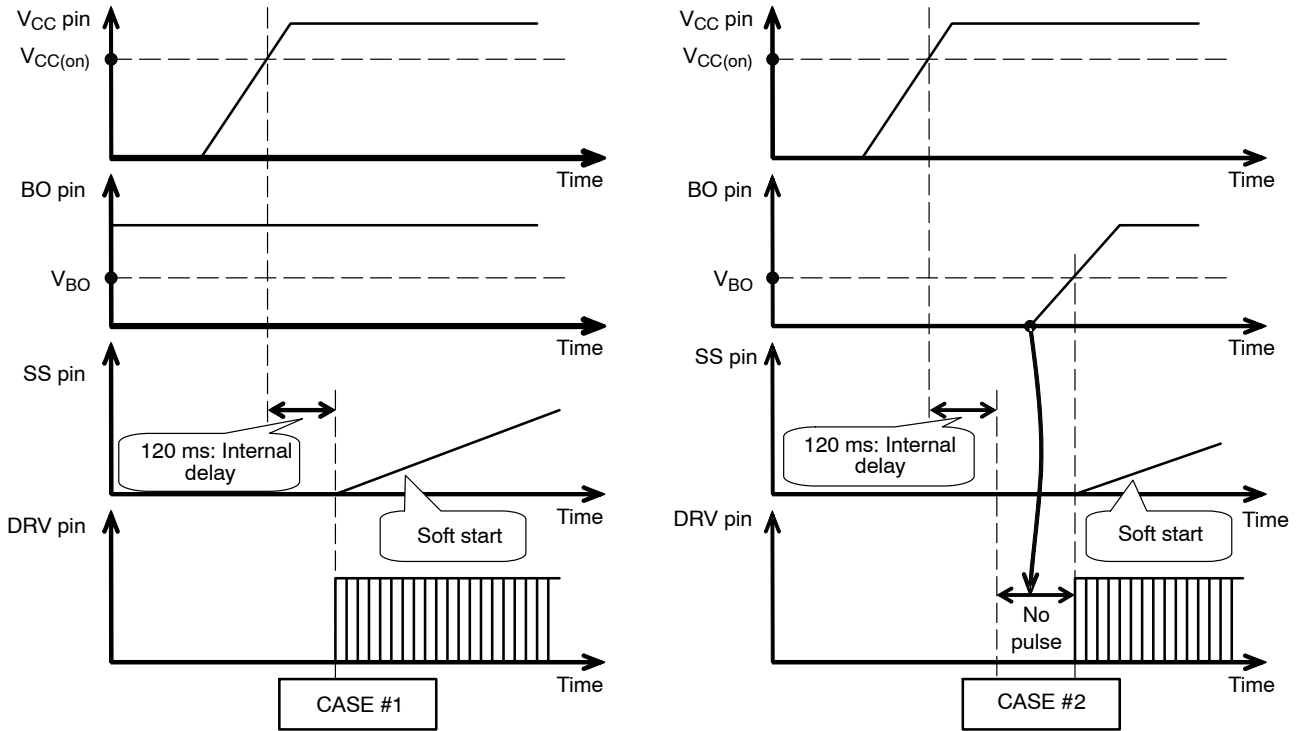 VCC pin
VCC(on)
Time
BO pin
VBO
Time
SS pin
120 ms: Internal
delay
Soft start
Time
DRV pin
Time
CASE #1
VCC pin
VCC(on)
Time
BO pin
VBO
Time
SS pin
120 ms: Internal
delay
Soft start
Time
DRV pin
No
pulse
Time
CASE #2